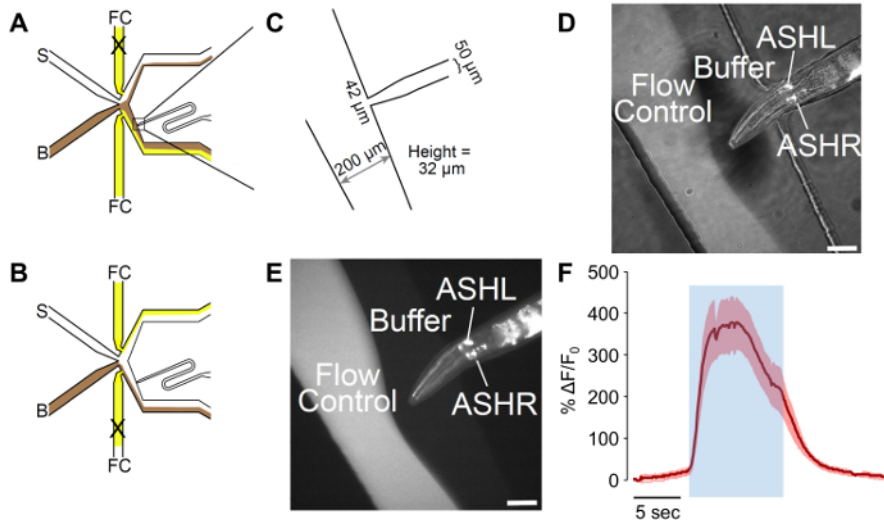 A
FC
S
B
FC
B
FC
S
B
FC
C
50 µm
42 µm
200 µm
Height =
32 µm
D
ASHL
Buffer
Flow
Control
ASHR
E
ASHL
Buffer
Flow
Control
ASHR
F
500
400
300
200
100
0
% ΔF/F0
5 sec